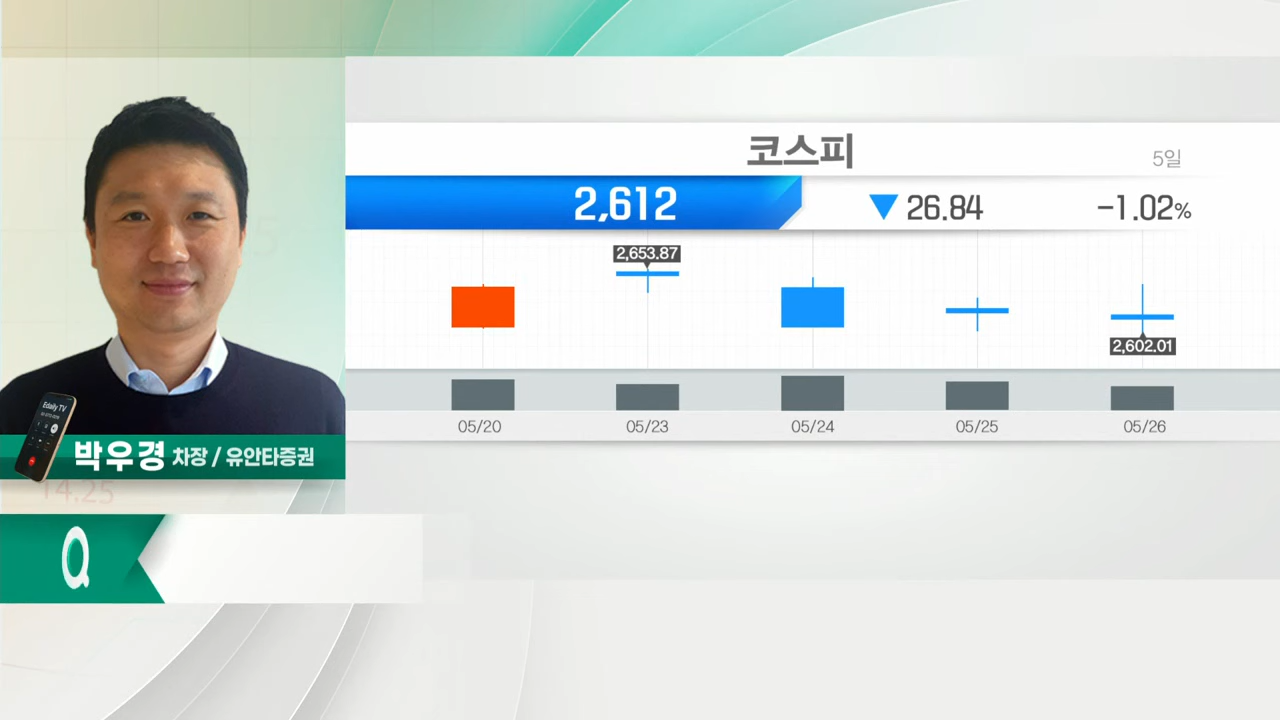 코스피
5일
2,612
▼ 26.84
-1.02%
2,653.87
2,602.01
05/20
05/23
05/24
05/25
05/26
Edaily TV
박우경 차장 / 유안타증권
14.25
Q